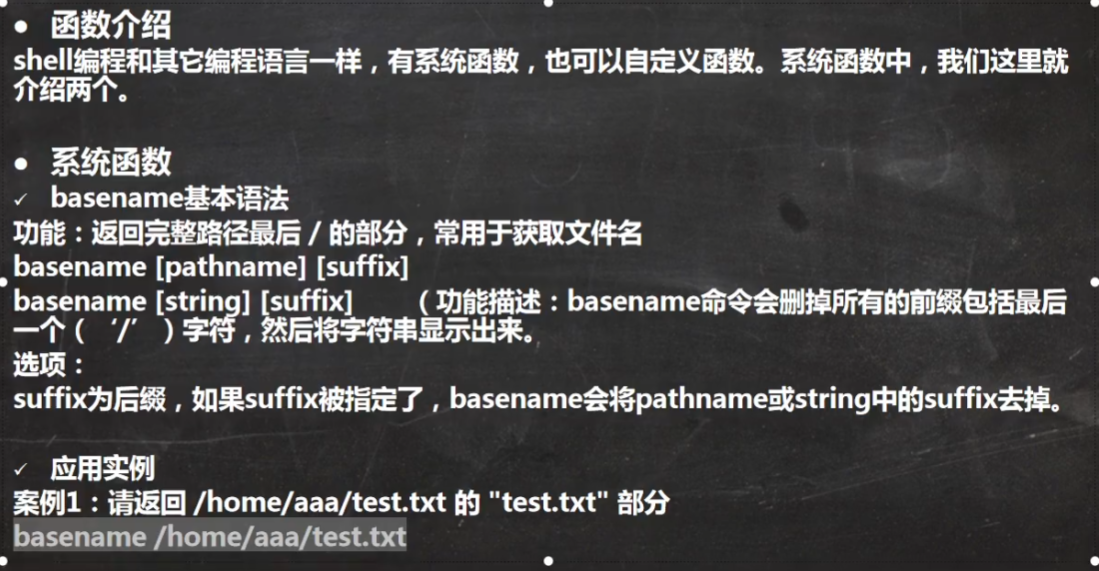 ● 函数介绍
shell编程和其它编程语言一样，有系统函数，也可以自定义函数。系统函数中，我们这里就
介绍两个。
● 系统函数
✓ basename基本语法
功能：返回完整路径最后 / 的部分，常用于获取文件名
basename [pathname] [suffix]
basename [string] [suffix] （功能描述：basename命令会删掉所有的前缀包括最后
一个（ ‘/’ ）字符，然后将字符串显示出来。
选项：
suffix为后缀，如果suffix被指定了，basename会将pathname或string中的suffix去掉。
✓ 应用实例
案例1：请返回 /home/aaa/test.txt 的 "test.txt" 部分
basename /home/aaa/test.txt